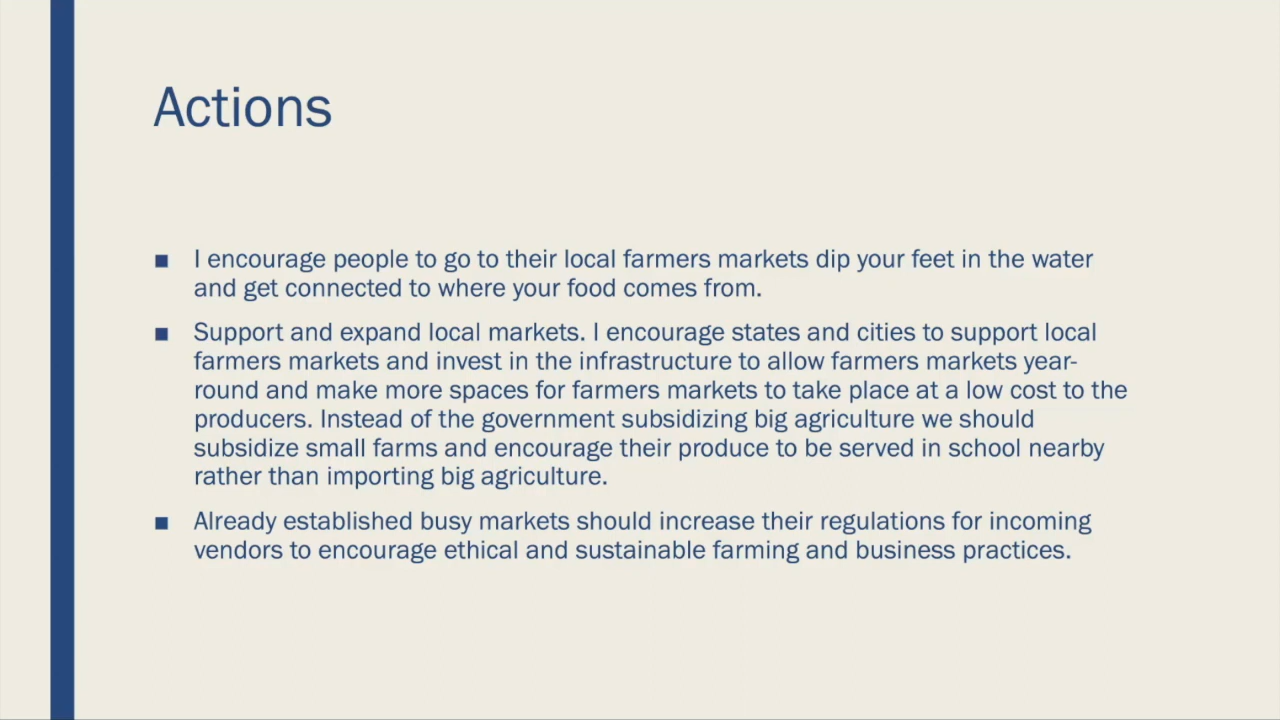 Actions
▪ I encourage people to go to their local farmers markets dip your feet in the water
and get connected to where your food comes from.
▪ Support and expand local markets. I encourage states and cities to support local
farmers markets and invest in the infrastructure to allow farmers markets year-
round and make more spaces for farmers markets to take place at a low cost to the
producers. Instead of the government subsidizing big agriculture we should
subsidize small farms and encourage their produce to be served in school nearby
rather than importing big agriculture.
▪ Already established busy markets should increase their regulations for incoming
vendors to encourage ethical and sustainable farming and business practices.